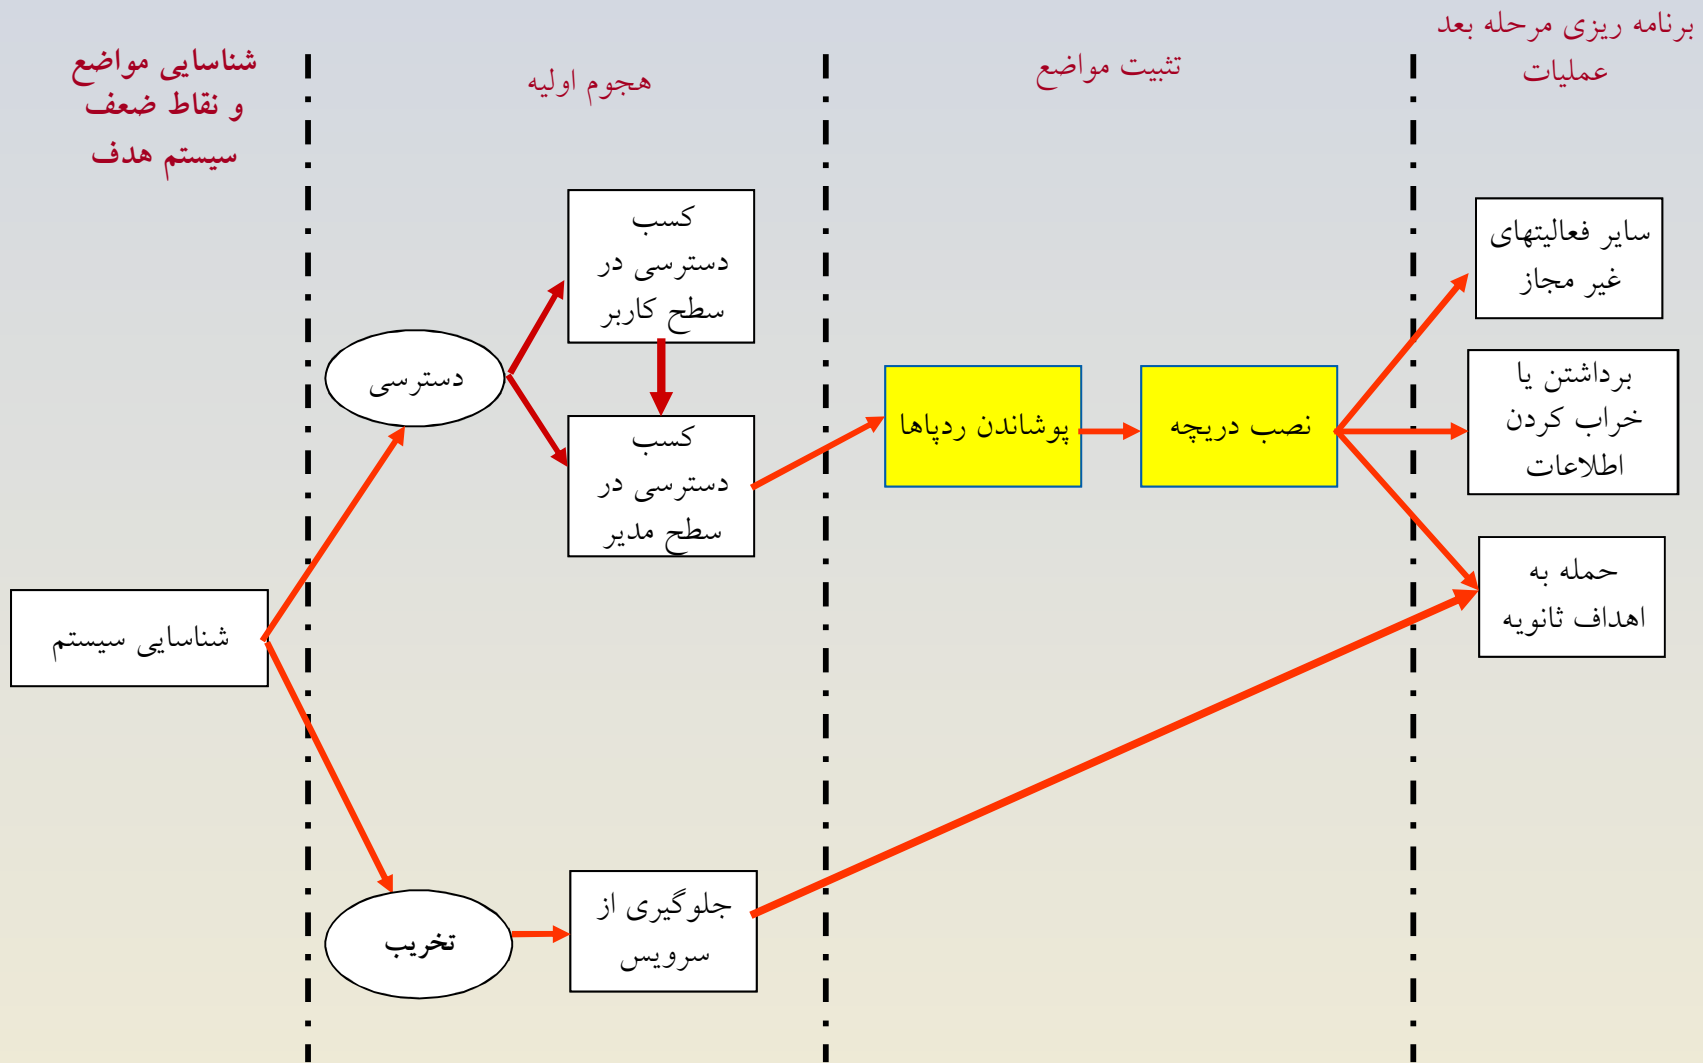 شناسایی مواضع
و نقاط ضعف
سیستم هدف
هجوم اولیه
تثبیت مواضع
برنامه ریزی مرحله بعد
عملیات
کسب
دسترسی در
سطح کاربر
دسترسی
کسب
دسترسی در
سطح مدیر
پوشاندن ردپاها
نصب دریچه
سایر فعالیتهای
غیر مجاز
برداشتن یا
خراب کردن
اطلاعات
حمله به
اهداف ثانویه
شناسایی سیستم
تخریب
جلوگیری از
سرویس